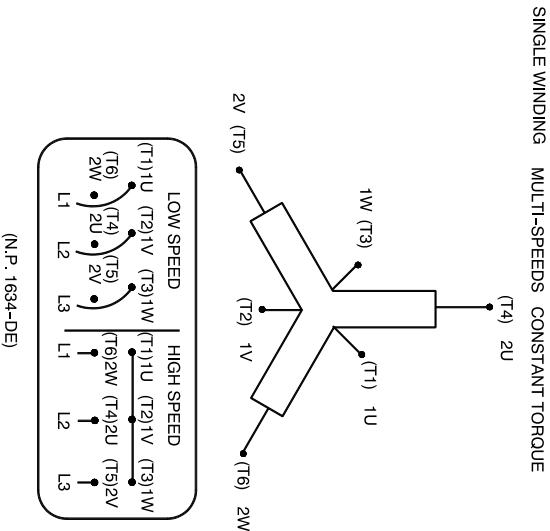 SINGLE WINDING MULTI-SPEEDS CONSTANT TORQUE
(T4) 2U
1W (T3)
(T1) 1U
2V (T5)
(T2) 1V
(T6) 2W
LOW SPEED
(T1)1U (T2)1V (T3)1W
(T6) (T4) (T5)
2W 2U 2V
L1 L2 L3
HIGH SPEED
(T1)1U (T2)1V (T3)1W
(T6)2W (T4)2U (T5)2V
L1 L2 L3
(N.P. 1634-DE)